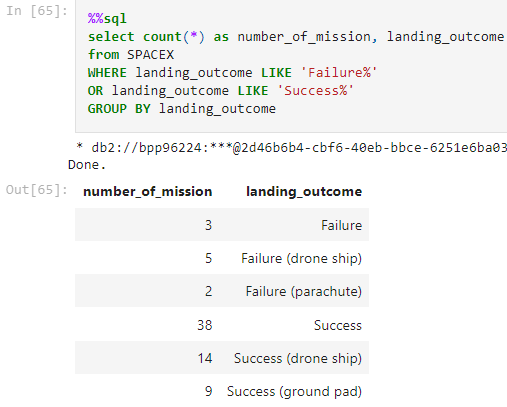 In [65]:
%%sql
select count(*) as number_of_mission, landing_outcome
from SPACEX
WHERE landing_outcome LIKE 'Failure%'
OR landing_outcome LIKE 'Success%'
GROUP BY landing_outcome
* db2://bpp96224:***@2d46b6b4-cbf6-40eb-bbce-6251e6ba03
Done.
Out[65]:
number_of_mission landing_outcome
3 Failure
5 Failure (drone ship)
2 Failure (parachute)
38 Success
14 Success (drone ship)
9 Success (ground pad)